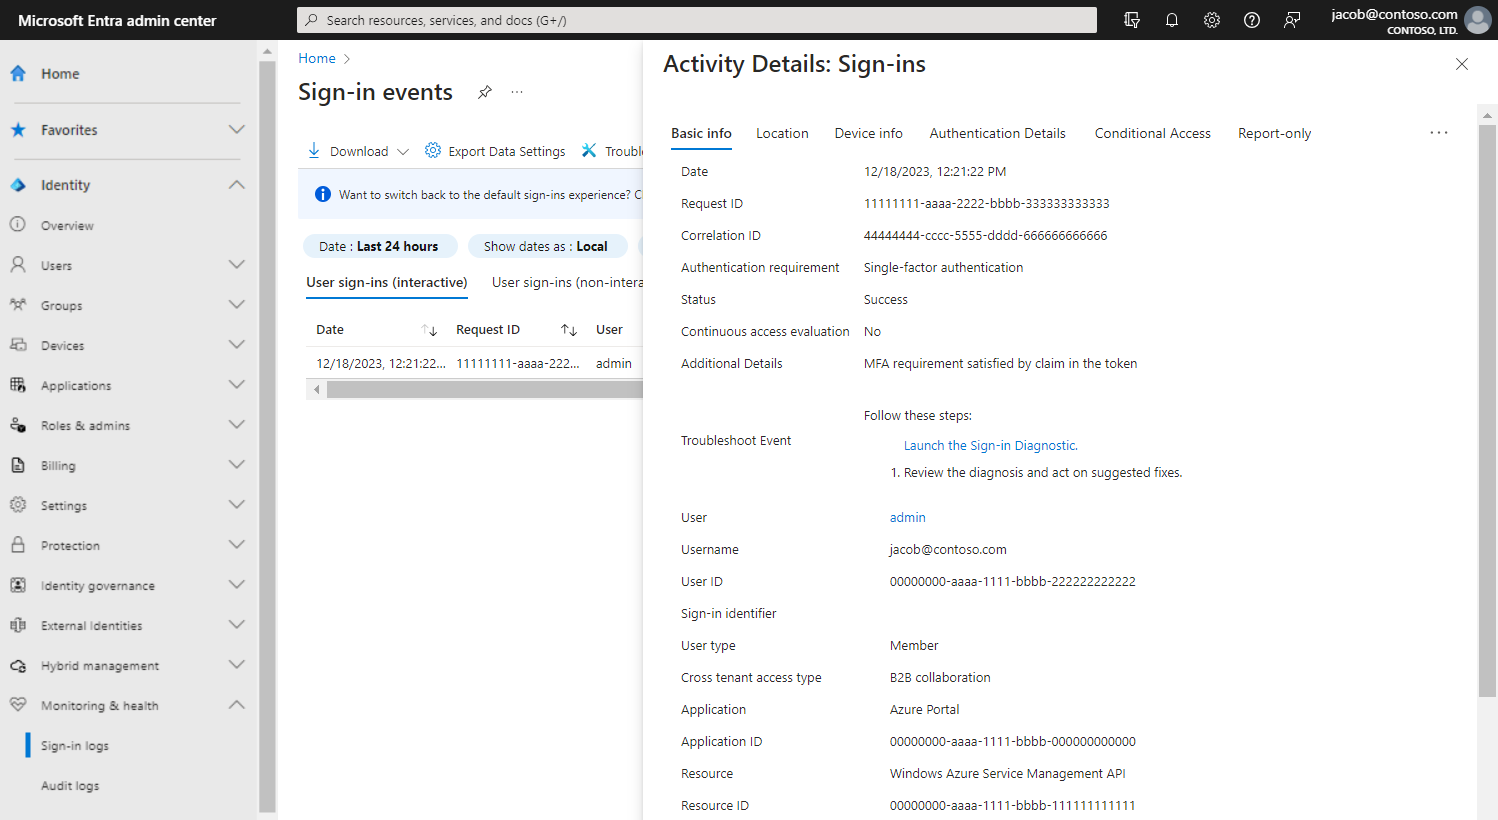 Microsoft Entra admin center
Search resources, services, and docs (G+/)
jacob@contoso.com
CONTOSO, LTD.
Home
Favorites
Identity
Overview
Users
Groups
Devices
Applications
Roles & admins
Billing
Settings
Protection
Identity governance
External Identities
Hybrid management
Monitoring & health
Sign-in logs
Audit logs
Home
Sign-in events
Download
Export Data Settings
Troubl
Want to switch back to the default sign-ins experience? C
Date : Last 24 hours
Show dates as : Local
User sign-ins (interactive)
User sign-ins (non-intera
Date
Request ID
User
12/18/2023, 12:21:22...
11111111-aaaa-222...
admin
Activity Details: Sign-ins
Basic info
Location
Device info
Authentication Details
Conditional Access
Report-only
Date 12/18/2023, 12:21:22 PM
Request ID 11111111-aaaa-2222-bbbb-333333333333
Correlation ID 44444444-cccc-5555-dddd-666666666666
Authentication requirement Single-factor authentication
Status Success
Continuous access evaluation No
Additional Details MFA requirement satisfied by claim in the token
Follow these steps:
Troubleshoot Event
Launch the Sign-in Diagnostic.
1. Review the diagnosis and act on suggested fixes.
User admin
Username jacob@contoso.com
User ID 00000000-aaaa-1111-bbbb-222222222222
Sign-in identifier
User type Member
Cross tenant access type B2B collaboration
Application Azure Portal
Application ID 00000000-aaaa-1111-bbbb-000000000000
Resource Windows Azure Service Management API
Resource ID 00000000-aaaa-1111-bbbb-111111111111